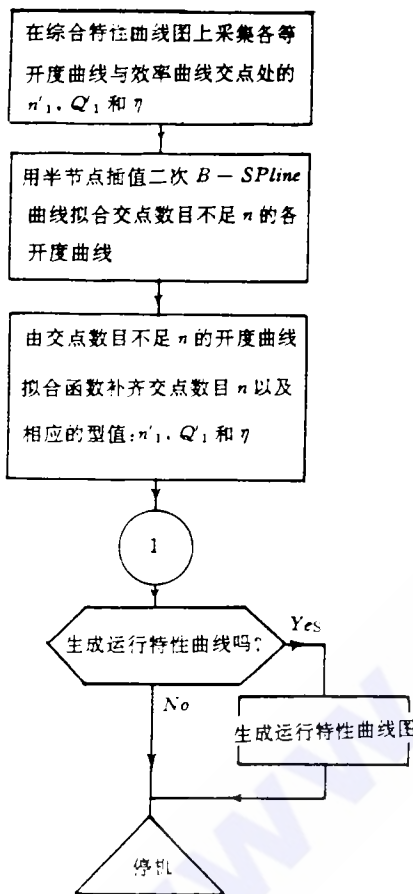 在综合特性曲线图上采集各等
开度曲线与效率曲线交点处的
n'₁, Q'₁ 和 η
用半节点插值二次 B-SPline
曲线拟合交点数目不足 n 的各
开度曲线
由交点数目不足 n 的开度曲线
拟合函数补齐交点数目 n 以及
相应的型值:n'₁, Q'₁ 和 η
1
生成运行特性曲线吗?
Yes
No
生成运行特性曲线图
停机